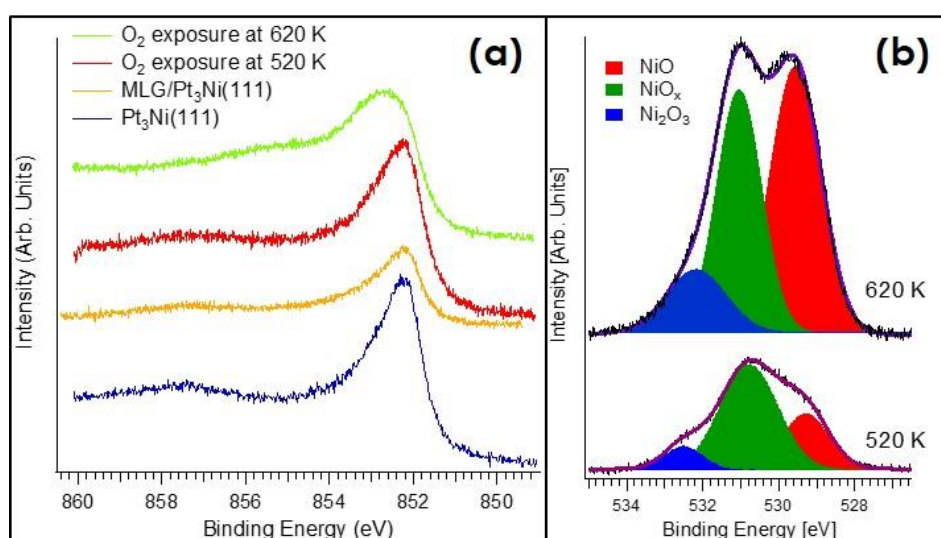 (a)
O₂ exposure at 620 K
O₂ exposure at 520 K
MLG/Pt₃Ni(111)
Pt₃Ni(111)
Intensity (Arb. Units)
860 858 856 854 852 850
Binding Energy (eV)
(b)
NiO
NiOₓ
Ni₂O₃
Intensity [Arb. Units]
620 K
520 K
534 532 530 528
Binding Energy [eV]